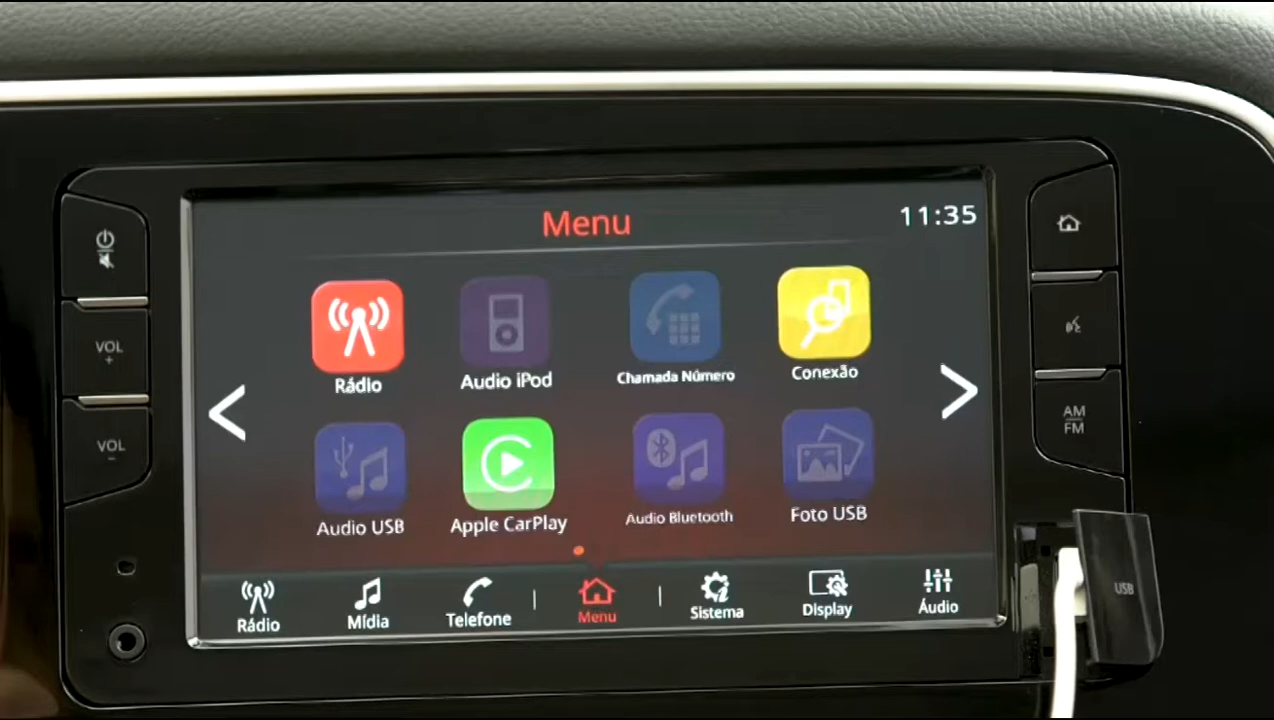 Menu
11:35
VOL
+
VOL
−
AM
FM
Rádio
Audio iPod
Chamada Número
Conexão
Audio USB
Apple CarPlay
Audio Bluetooth
Foto USB
Rádio
Mídia
Telefone
Menu
Sistema
Display
Áudio
USB